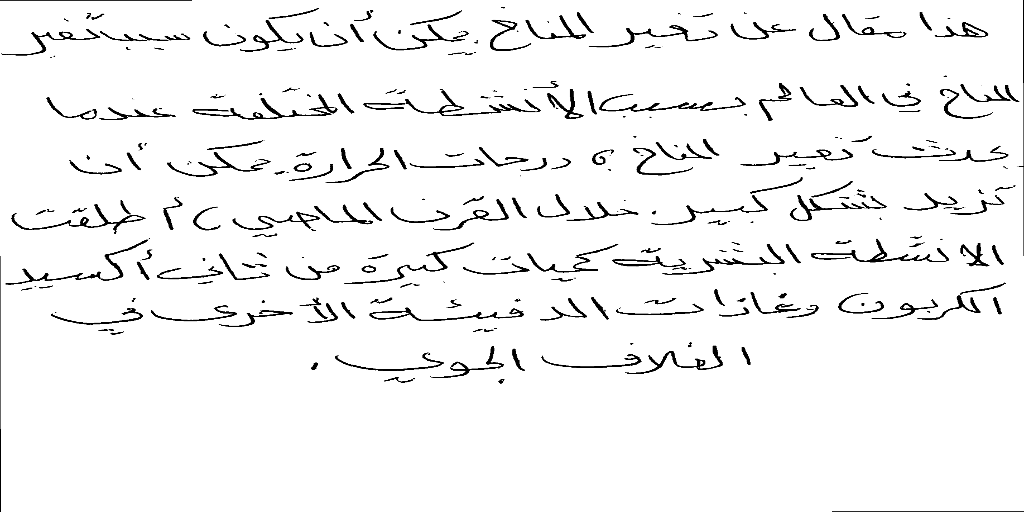 هذا مقال عن تغير المناخ. يمكن أن يكون سبب تغير
المناخ في العالم بسبب الأنشطة المختلفة عندما
يحدث تغير المناخ ، درجات الحرارة يمكن أن
تزيد بشكل كبير. خلال القرن الماضي ، أطلقت
الانشطة البشرية كميات كبيرة من ثاني أكسيد
الكربون وغازات الدفيئة الأخرى في
الغلاف الجوي .